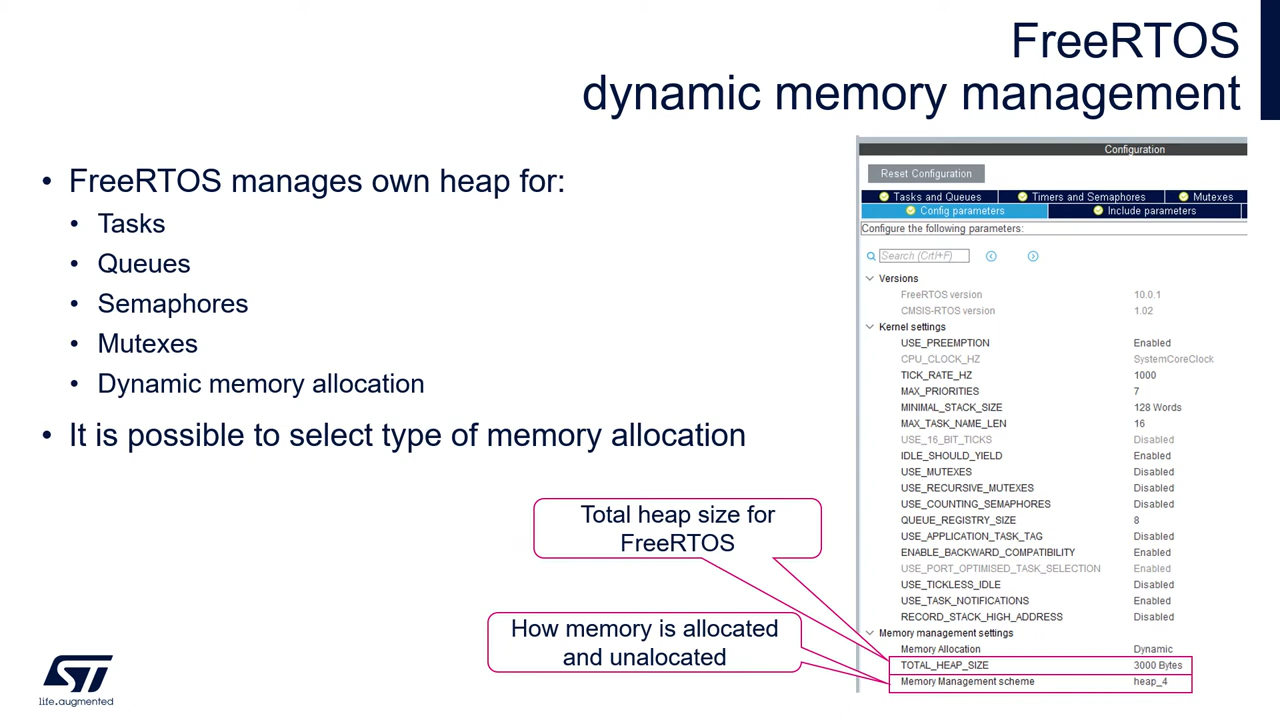 FreeRTOS
dynamic memory management
• FreeRTOS manages own heap for:
• Tasks
• Queues
• Semaphores
• Mutexes
• Dynamic memory allocation
• It is possible to select type of memory allocation
Total heap size for
FreeRTOS
How memory is allocated
and unalocated
Configuration
Reset Configuration
Tasks and Queues Timers and Semaphores Mutexes
Config parameters Include parameters
Configure the following parameters:
Search (CrtI+F)
Versions
FreeRTOS version 10.0.1
CMSIS-RTOS version 1.02
Kernel settings
USE_PREEMPTION Enabled
CPU_CLOCK_HZ SystemCoreClock
TICK_RATE_HZ 1000
MAX_PRIORITIES 7
MINIMAL_STACK_SIZE 128 Words
MAX_TASK_NAME_LEN 16
USE_16_BIT_TICKS Disabled
IDLE_SHOULD_YIELD Enabled
USE_MUTEXES Disabled
USE_RECURSIVE_MUTEXES Disabled
USE_COUNTING_SEMAPHORES Disabled
QUEUE_REGISTRY_SIZE 8
USE_APPLICATION_TASK_TAG Disabled
ENABLE_BACKWARD_COMPATIBILITY Enabled
USE_PORT_OPTIMISED_TASK_SELECTION Enabled
USE_TICKLESS_IDLE Disabled
USE_TASK_NOTIFICATIONS Enabled
RECORD_STACK_HIGH_ADDRESS Disabled
Memory management settings
Memory Allocation Dynamic
TOTAL_HEAP_SIZE 3000 Bytes
Memory Management scheme heap_4
ST
life.augmented